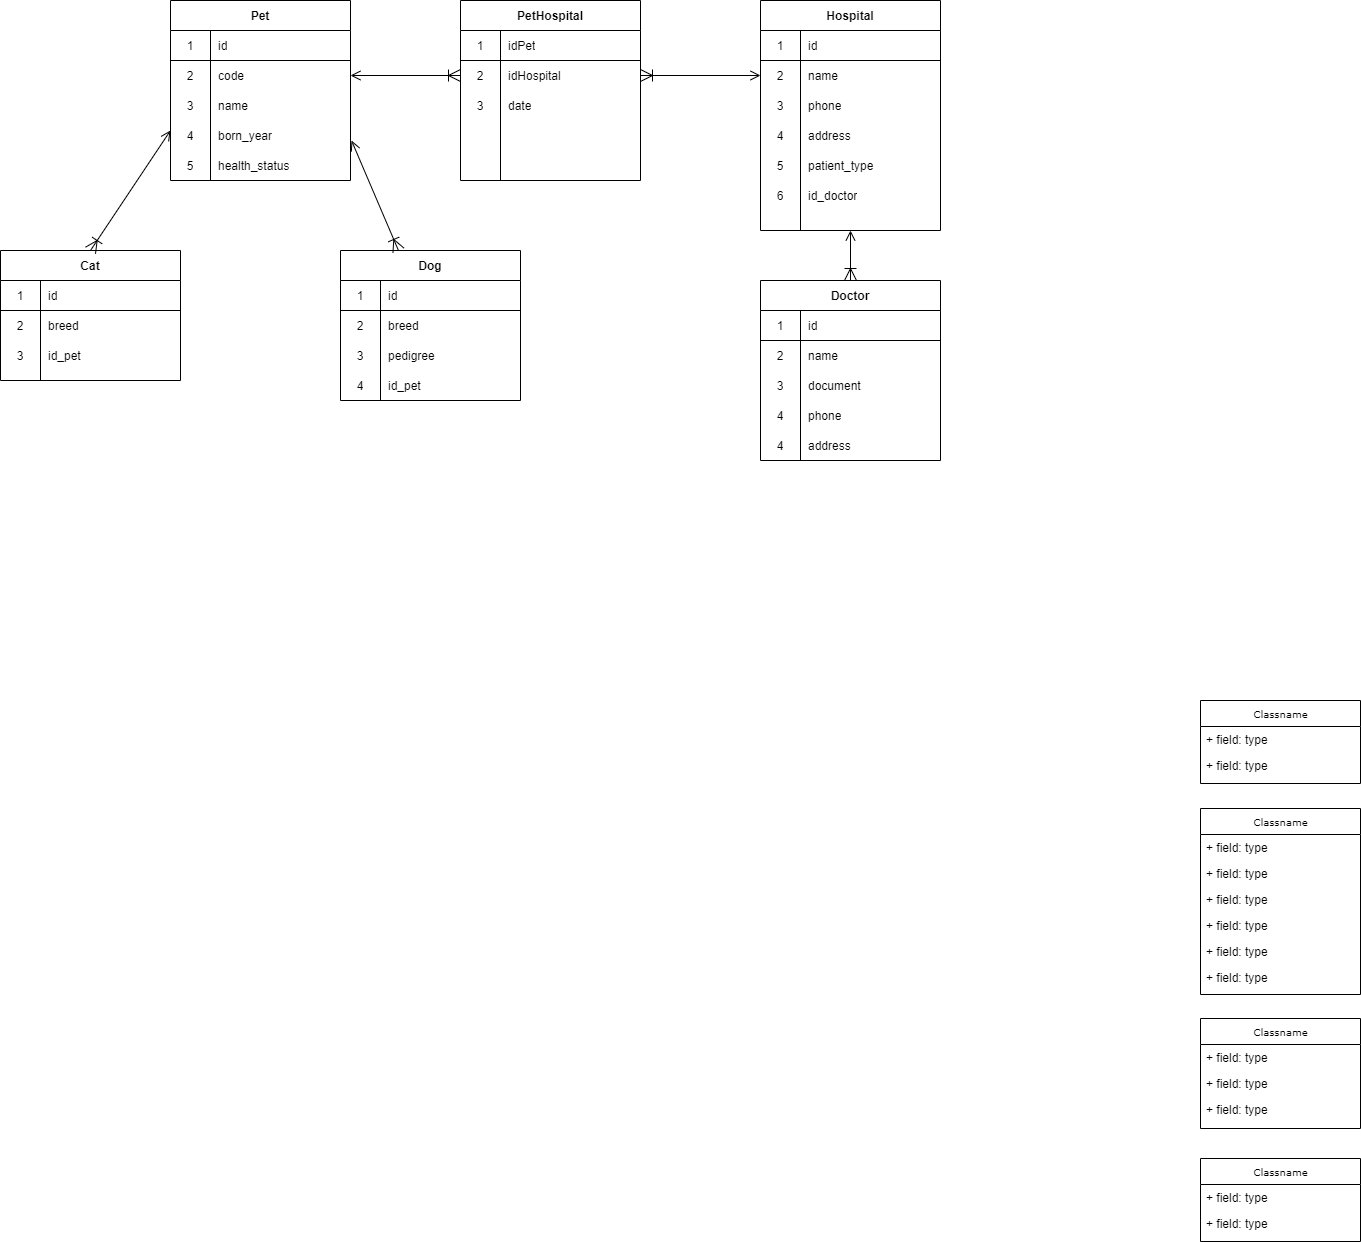 Pet
1 id
2 code
3 name
4 born_year
5 health_status
PetHospital
1 idPet
2 idHospital
3 date
Hospital
1 id
2 name
3 phone
4 address
5 patient_type
6 id_doctor
Cat
1 id
2 breed
3 id_pet
Dog
1 id
2 breed
3 pedigree
4 id_pet
Doctor
1 id
2 name
3 document
4 phone
4 address
Classname
+ field: type
+ field: type
Classname
+ field: type
+ field: type
+ field: type
+ field: type
+ field: type
+ field: type
Classname
+ field: type
+ field: type
+ field: type
Classname
+ field: type
+ field: type